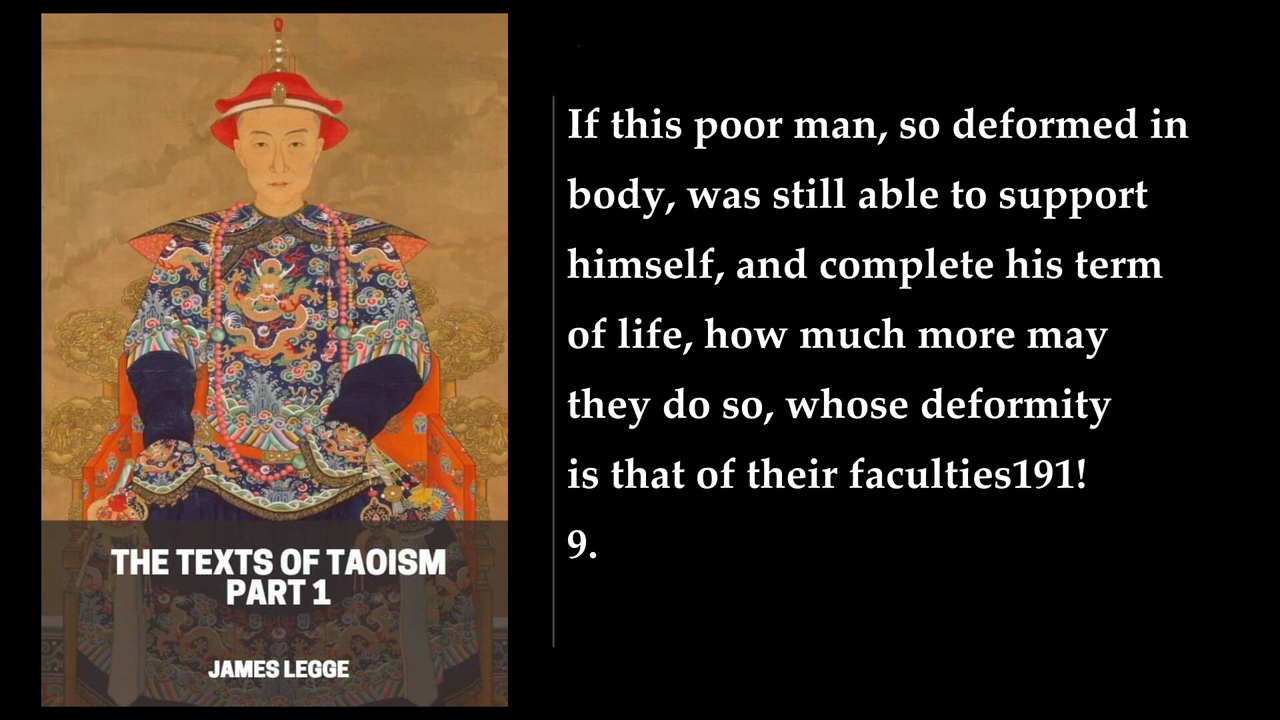 THE TEXTS OF TAOISM
PART 1
JAMES LEGGE
If this poor man, so deformed in
body, was still able to support
himself, and complete his term
of life, how much more may
they do so, whose deformity
is that of their faculties191!
9.